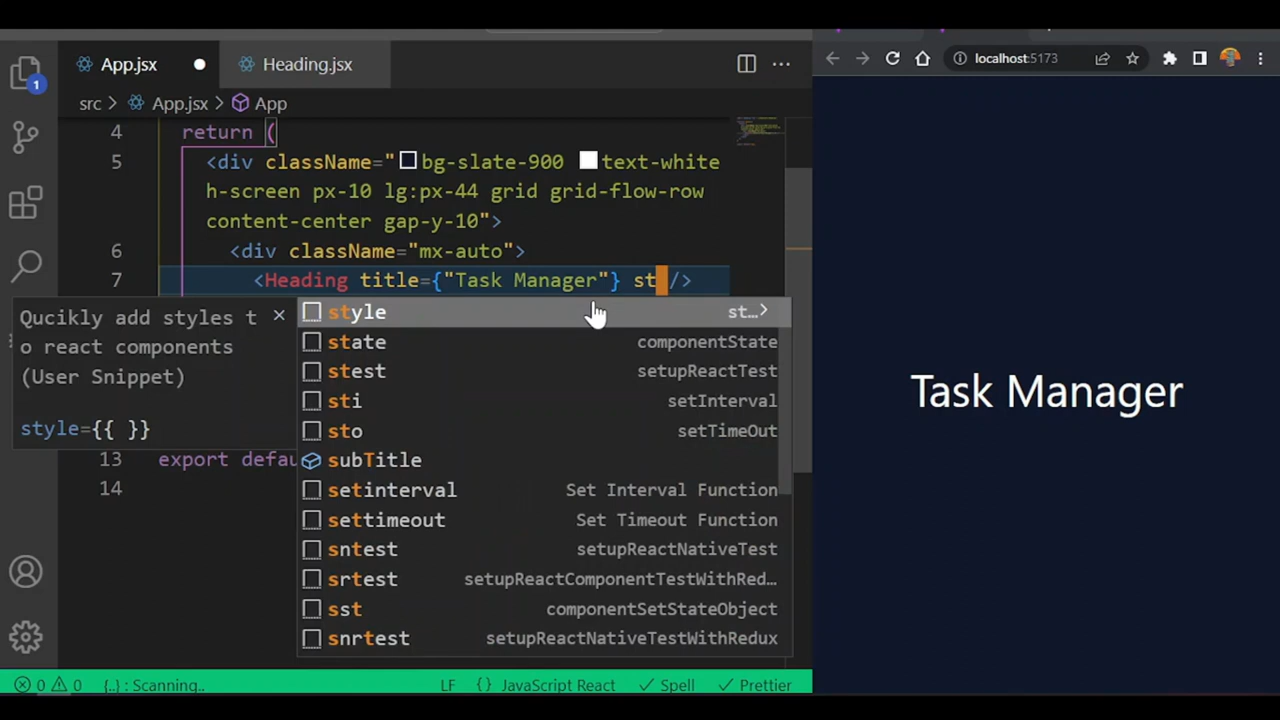 App.jsx
Heading.jsx
localhost:5173
1
src > App.jsx > App
4 return (
5 <div className="bg-slate-900 text-white
h-screen px-10 lg:px-44 grid grid-flow-row
content-center gap-y-10">
6 <div className="mx-auto">
7 <Heading title={"Task Manager"} st/>
Qucikly add styles t
o react components
(User Snippet)
style={{ }}
style st...>
state componentState
stest setupReactTest
sti setInterval
sto setTimeOut
subTitle
setinterval Set Interval Function
settimeout Set Timeout Function
sntest setupReactNativeTest
srtest setupReactComponentTestWithRed...
sst componentSetStateObject
snrtest setupReactNativeTestWithRedux
13 export defau
14
Task Manager
0 0 {..} : Scanning.. LF {} JavaScript React Spell Prettier